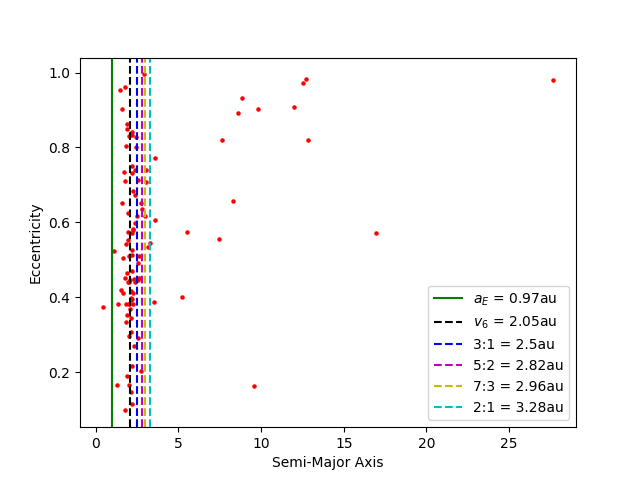 1.0
0.8
0.6
0.4
0.2
Eccentricity
a_E = 0.97au
v_6 = 2.05au
3:1 = 2.5au
5:2 = 2.82au
7:3 = 2.96au
2:1 = 3.28au
0 5 10 15 20 25
Semi-Major Axis